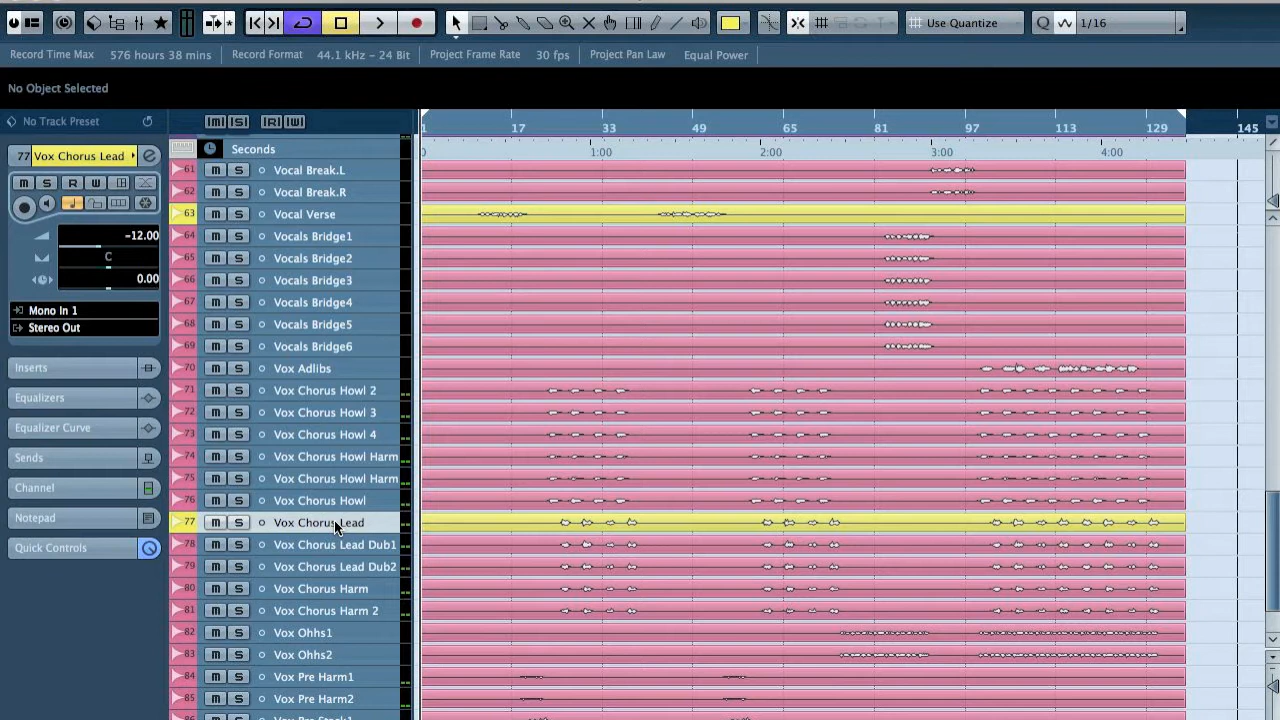 Use Quantize
Q
1/16
Record Time Max 576 hours 38 mins Record Format 44.1 kHz - 24 Bit Project Frame Rate 30 fps Project Pan Law Equal Power
No Object Selected
No Track Preset
M S R W
1 17 33 49 65 81 97 113 129 145
77 Vox Chorus Lead
Seconds
0 1:00 2:00 3:00 4:00
M S R W
-12.00
C
0.00
Mono In 1
Stereo Out
Inserts
Equalizers
Equalizer Curve
Sends
Channel
Notepad
Quick Controls
61 m S Vocal Break.L
62 m S Vocal Break.R
63 m S Vocal Verse
64 m S Vocals Bridge1
65 m S Vocals Bridge2
66 m S Vocals Bridge3
67 m S Vocals Bridge4
68 m S Vocals Bridge5
69 m S Vocals Bridge6
70 m S Vox Adlibs
71 m S Vox Chorus Howl 2
72 m S Vox Chorus Howl 3
73 m S Vox Chorus Howl 4
74 m S Vox Chorus Howl Harm
75 m S Vox Chorus Howl Harm
76 m S Vox Chorus Howl
77 m S Vox Chorus Lead
78 m S Vox Chorus Lead Dub1
79 m S Vox Chorus Lead Dub2
80 m S Vox Chorus Harm
81 m S Vox Chorus Harm 2
82 m S Vox Ohhs1
83 m S Vox Ohhs2
84 m S Vox Pre Harm1
85 m S Vox Pre Harm2